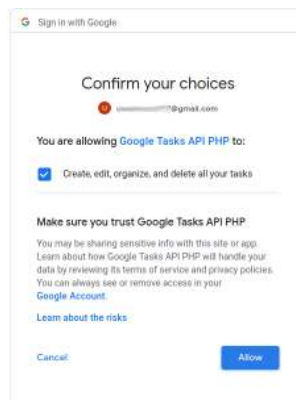 Sign in with Google
Confirm your choices
U
@gmail.com
You are allowing Google Tasks API PHP to:
Create, edit, organize, and delete all your tasks
Make sure you trust Google Tasks API PHP
You may be sharing sensitive info with this site or app.
Learn about how Google Tasks API PHP will handle your
data by reviewing its terms of service and privacy policies.
You can always see or remove access in your
Google Account.
Learn about the risks
Cancel
Allow